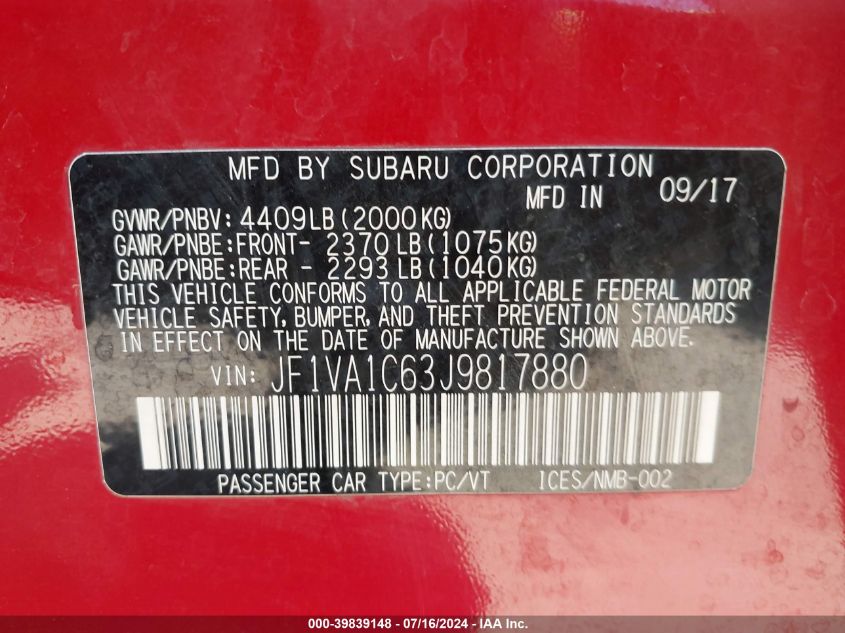 MFD BY SUBARU CORPORATION
MFD IN 09/17
GVWR/PNBV: 4409LB(2000KG)
GAWR/PNBE:FRONT- 2370LB(1075KG)
GAWR/PNBE:REAR - 2293LB(1040KG)
THIS VEHICLE CONFORMS TO ALL APPLICABLE FEDERAL MOTOR
VEHICLE SAFETY, BUMPER, AND THEFT PREVENTION STANDARDS
IN EFFECT ON THE DATE OF MANUFACTURE SHOWN ABOVE.
VIN: JF1VA1C63J9817880
PASSENGER CAR TYPE:PC/VT ICES/NMB-002
000-39839148 - 07/16/2024 - IAA Inc.